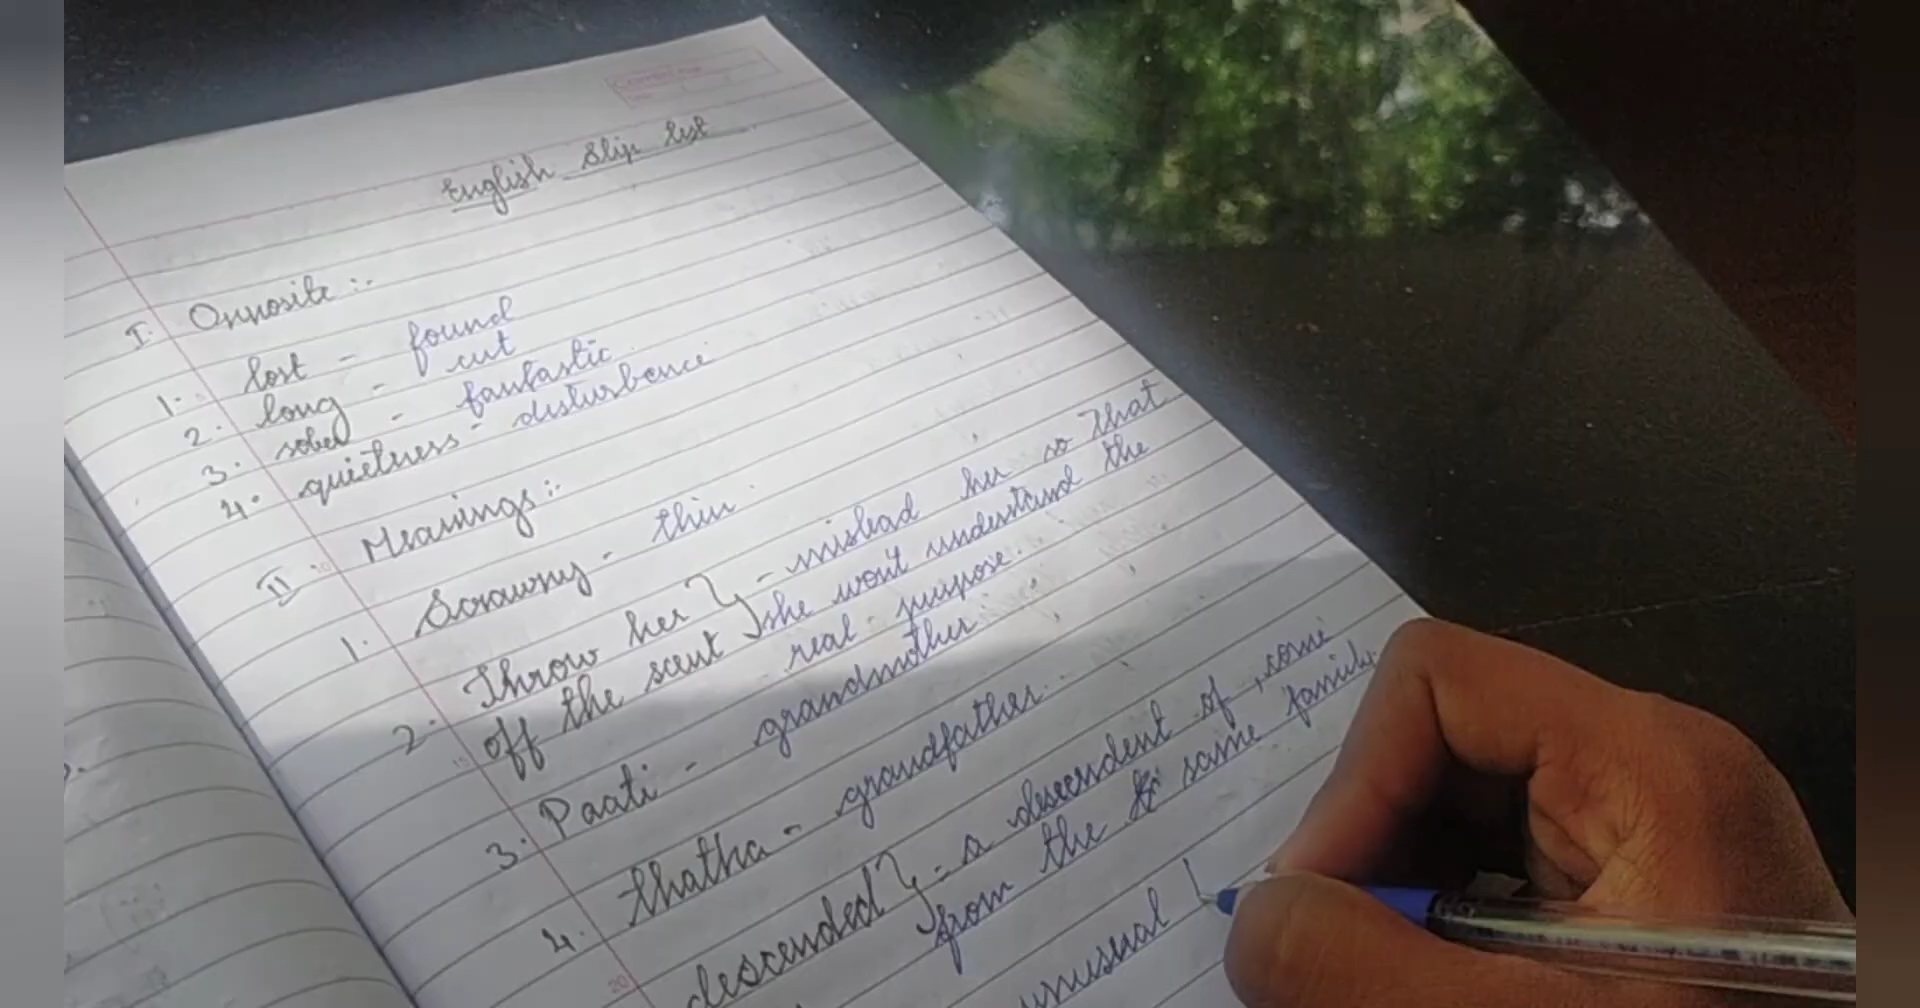 English Slip test
I. Opposite :-
1. lost - found
2. long - cut
3. sober - fantastic
4. quietness - disturbence
II Meanings :-
1. Scrawny - thin
2. Throw her } - mislead her so that
off the scent } she won't understand the
real purpose.
3. Paati - grandmother
4. thatha - grandfather.
descended } - a descendent of, come
from the same family.
unusual